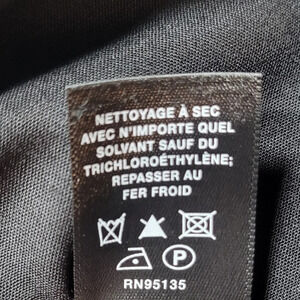 NETTOYAGE À SEC
AVEC N'IMPORTE QUEL
SOLVANT SAUF DU
TRICHLOROÉTHYLÈNE;
REPASSER AU
FER FROID
P
RN95135